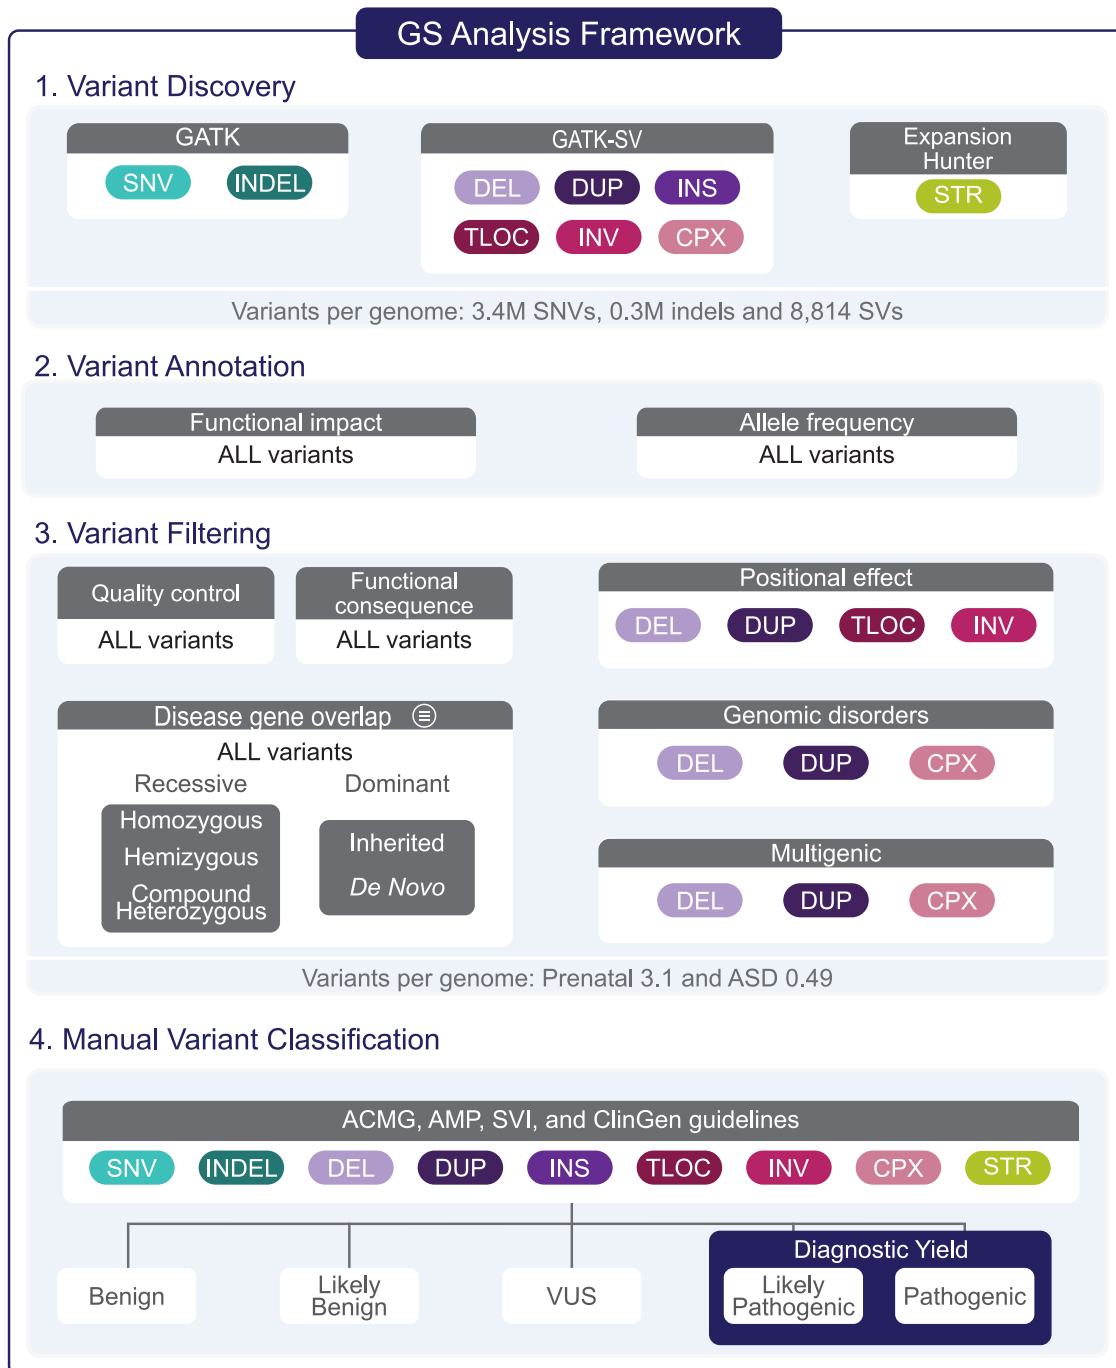 GS Analysis Framework
1. Variant Discovery
GATK
SNV INDEL
GATK-SV
DEL DUP INS
TLOC INV CPX
Expansion
Hunter
STR
Variants per genome: 3.4M SNVs, 0.3M indels and 8,814 SVs
2. Variant Annotation
Functional impact
ALL variants
Allele frequency
ALL variants
3. Variant Filtering
Quality control
ALL variants
Functional
consequence
ALL variants
Positional effect
DEL DUP TLOC INV
Disease gene overlap
ALL variants
Recessive
Homozygous
Hemizygous
Compound
Heterozygous
Dominant
Inherited
De Novo
Genomic disorders
DEL DUP CPX
Multigenic
DEL DUP CPX
Variants per genome: Prenatal 3.1 and ASD 0.49
4. Manual Variant Classification
ACMG, AMP, SVI, and ClinGen guidelines
SNV INDEL DEL DUP INS TLOC INV CPX STR
Benign
Likely
Benign
VUS
Diagnostic Yield
Likely
Pathogenic
Pathogenic